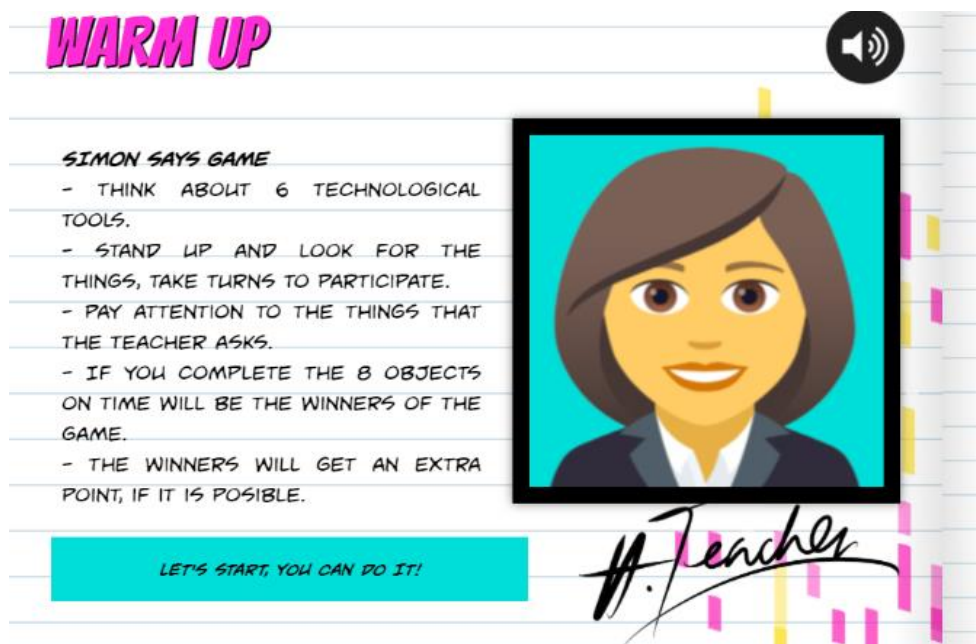 WARM UP
SIMON SAYS GAME
- THINK ABOUT 6 TECHNOLOGICAL
TOOLS.
- STAND UP AND LOOK FOR THE
THINGS, TAKE TURNS TO PARTICIPATE.
- PAY ATTENTION TO THE THINGS THAT
THE TEACHER ASKS.
- IF YOU COMPLETE THE 8 OBJECTS
ON TIME WILL BE THE WINNERS OF THE
GAME.
- THE WINNERS WILL GET AN EXTRA
POINT, IF IT IS POSIBLE.
LET'S START, YOU CAN DO IT!
H. Teacher